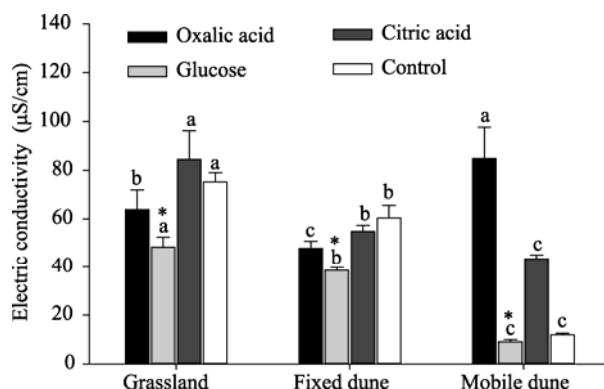 140
120
100
80
60
40
20
0
Electric conductivity (μS/cm)
Oxalic acid
Citric acid
Glucose
Control
b
*
a
a
a
c
*
b
b
b
a
*
c
c
c
Grassland
Fixed dune
Mobile dune